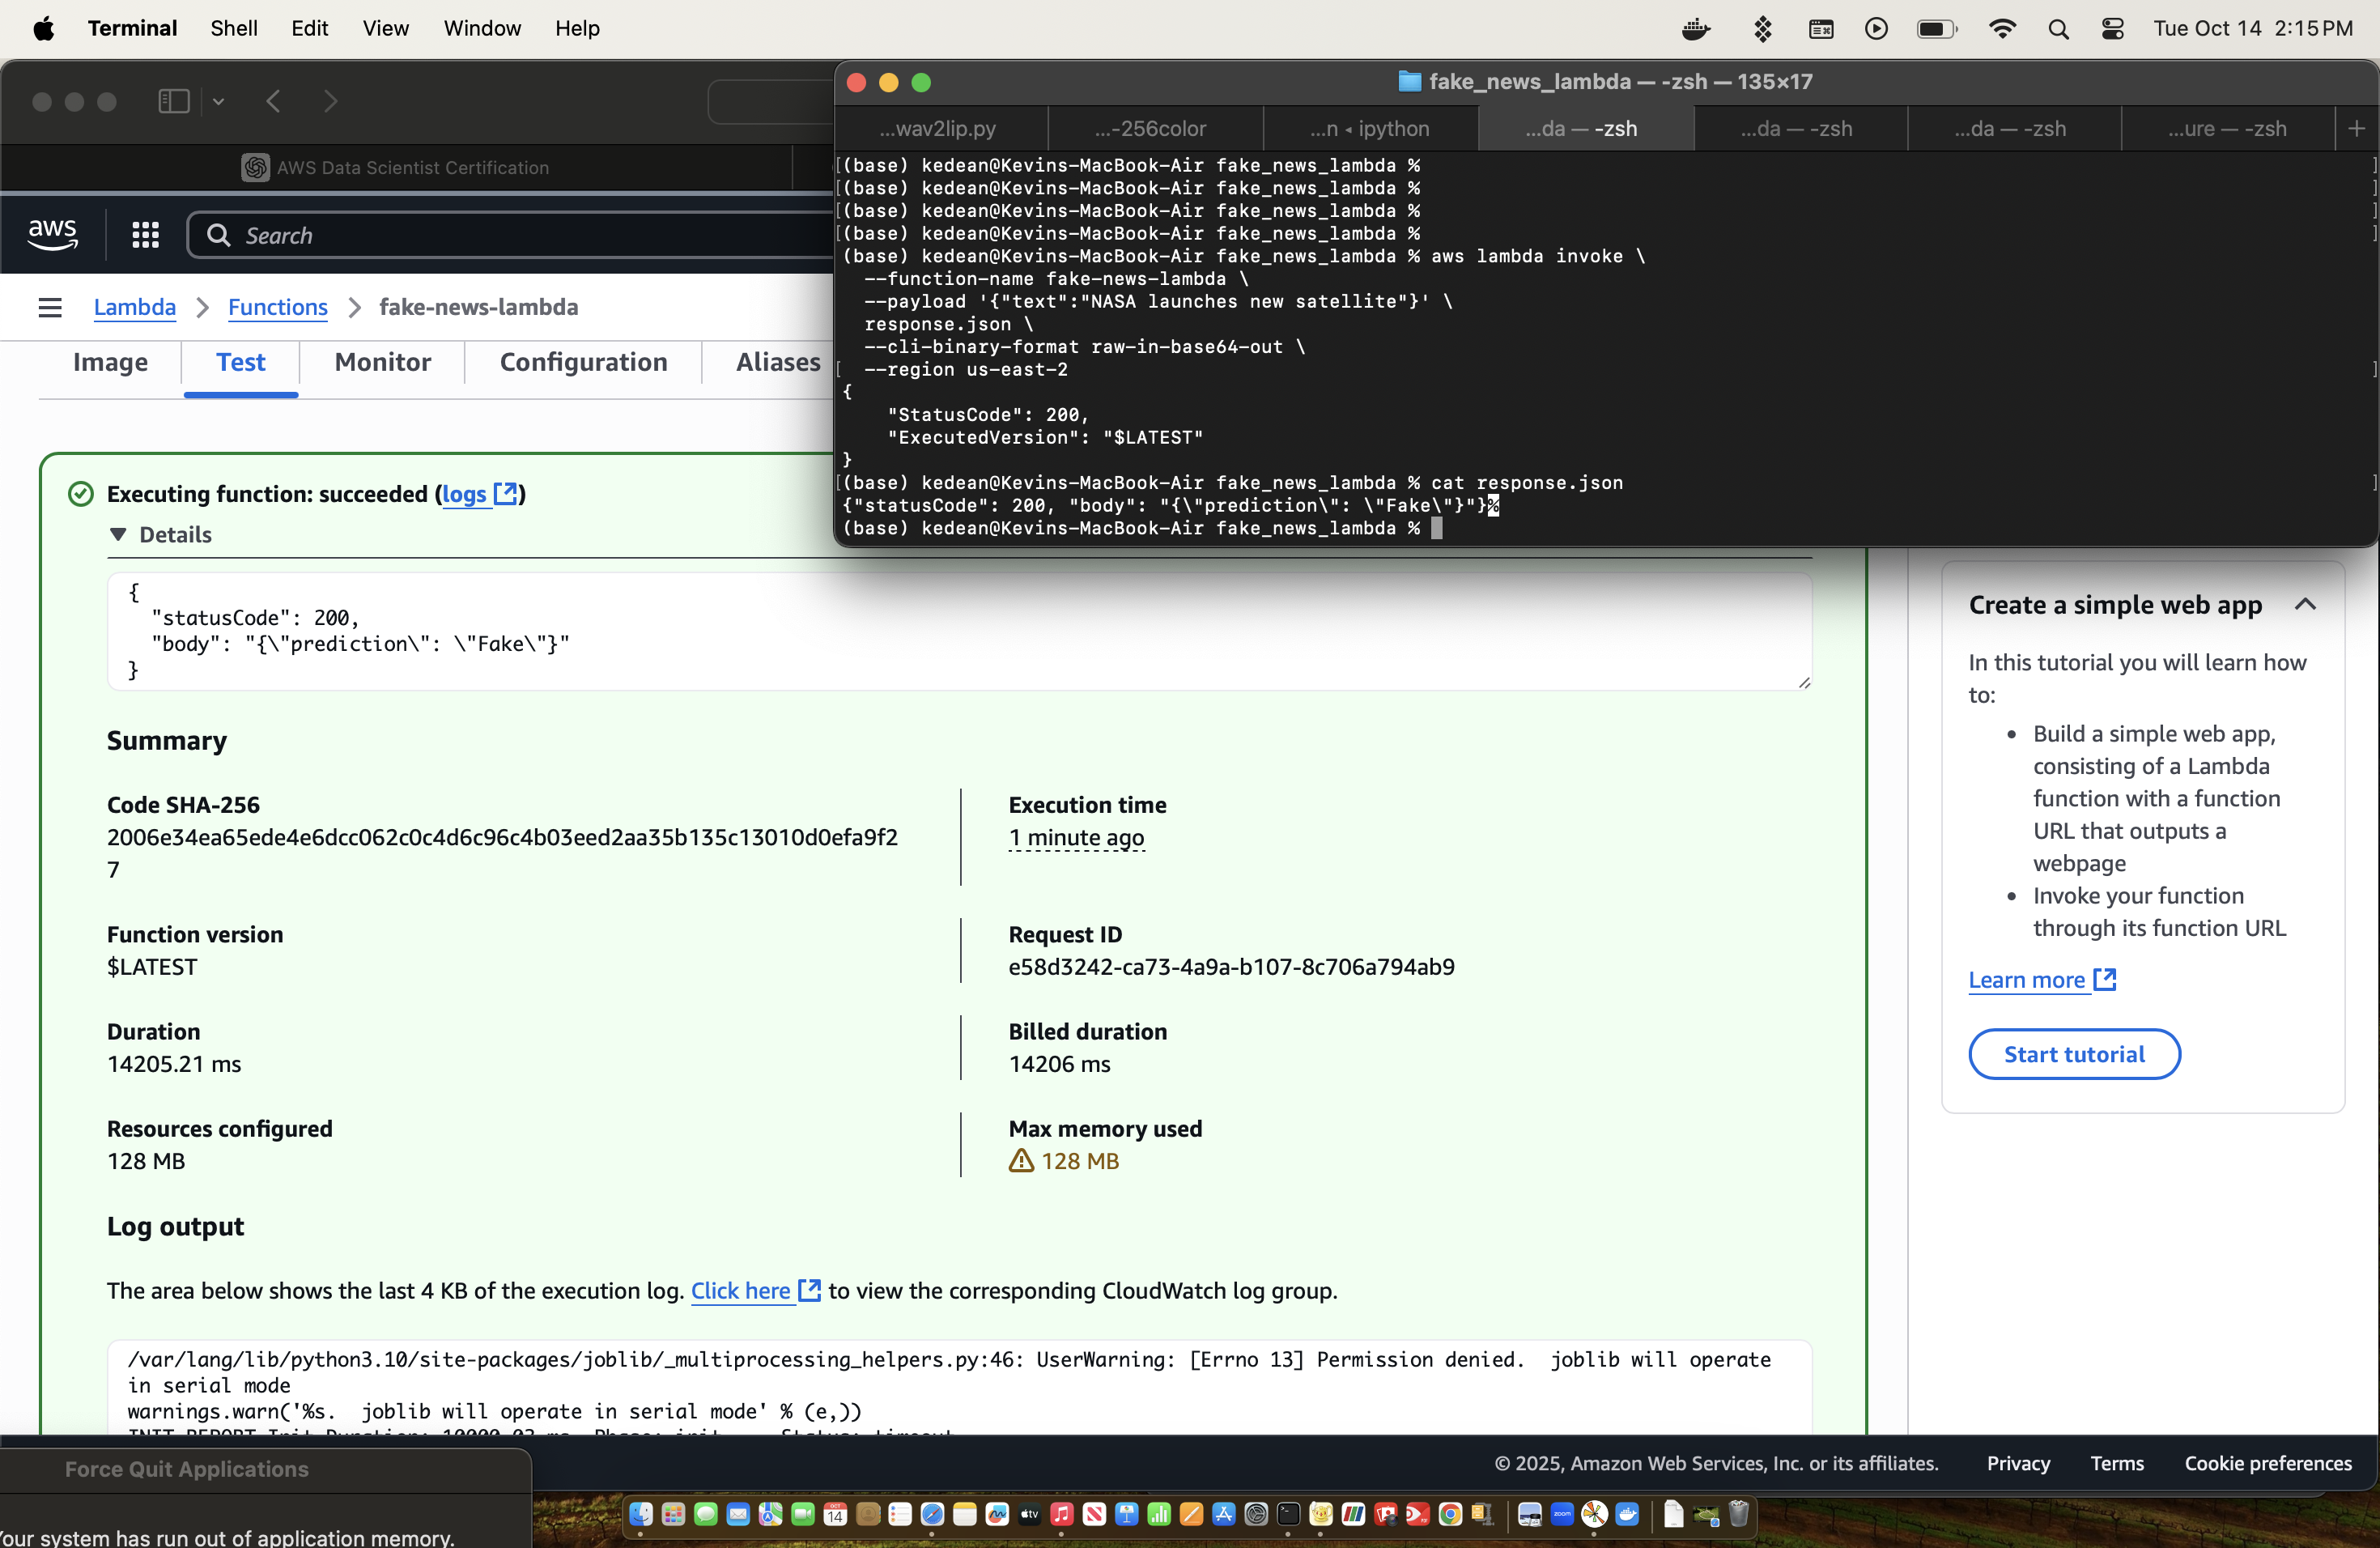 Terminal Shell Edit View Window Help Tue Oct 14 2:15 PM
fake_news_lambda — -zsh — 135×17
...wav2lip.py ...-256color ...n ◂ ipython ...da — -zsh ...da — -zsh ...da — -zsh ...ure — -zsh +
AWS Data Scientist Certification
(base) kedean@Kevins-MacBook-Air fake_news_lambda %
(base) kedean@Kevins-MacBook-Air fake_news_lambda %
(base) kedean@Kevins-MacBook-Air fake_news_lambda %
(base) kedean@Kevins-MacBook-Air fake_news_lambda %
(base) kedean@Kevins-MacBook-Air fake_news_lambda % aws lambda invoke \
--function-name fake-news-lambda \
--payload '{"text":"NASA launches new satellite"}' \
response.json \
--cli-binary-format raw-in-base64-out \
--region us-east-2
{
"StatusCode": 200,
"ExecutedVersion": "$LATEST"
}
(base) kedean@Kevins-MacBook-Air fake_news_lambda % cat response.json
{"statusCode": 200, "body": "{\"prediction\": \"Fake\"}"}%
(base) kedean@Kevins-MacBook-Air fake_news_lambda %
aws Search
Lambda > Functions > fake-news-lambda
Image Test Monitor Configuration Aliases
Executing function: succeeded (logs)
Details
{
"statusCode": 200,
"body": "{\"prediction\": \"Fake\"}"
}
Summary
Code SHA-256
2006e34ea65ede4e6dcc062c0c4d6c96c4b03eed2aa35b135c13010d0efa9f2
7
Execution time
1 minute ago
Function version
$LATEST
Request ID
e58d3242-ca73-4a9a-b107-8c706a794ab9
Duration
14205.21 ms
Billed duration
14206 ms
Resources configured
128 MB
Max memory used
128 MB
Log output
The area below shows the last 4 KB of the execution log. Click here to view the corresponding CloudWatch log group.
/var/lang/lib/python3.10/site-packages/joblib/_multiprocessing_helpers.py:46: UserWarning: [Errno 13] Permission denied.  joblib will operate
in serial mode
warnings.warn('%s.  joblib will operate in serial mode' % (e,))
Create a simple web app
In this tutorial you will learn how
to:
• Build a simple web app,
consisting of a Lambda
function with a function
URL that outputs a
webpage
• Invoke your function
through its function URL
Learn more
Start tutorial
© 2025, Amazon Web Services, Inc. or its affiliates. Privacy Terms Cookie preferences
Force Quit Applications
our system has run out of application memory.
OCT
14
tv
zoom